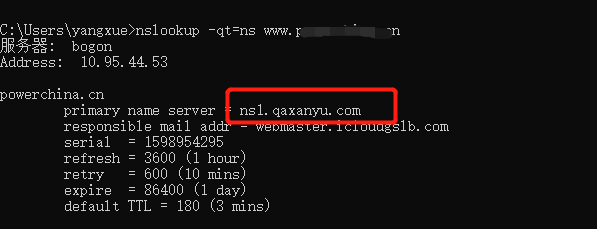 C:\Users\yangxue>nslookup -qt=ns www.p
服务器:  bogon
Address:  10.95.44.53
powerchina.cn
primary name server = ns1.qaxanyu.com
responsible mail addr = webmaster.icloudgslb.com
serial  = 1598954295
refresh = 3600 (1 hour)
retry   = 600 (10 mins)
expire  = 86400 (1 day)
default TTL = 180 (3 mins)